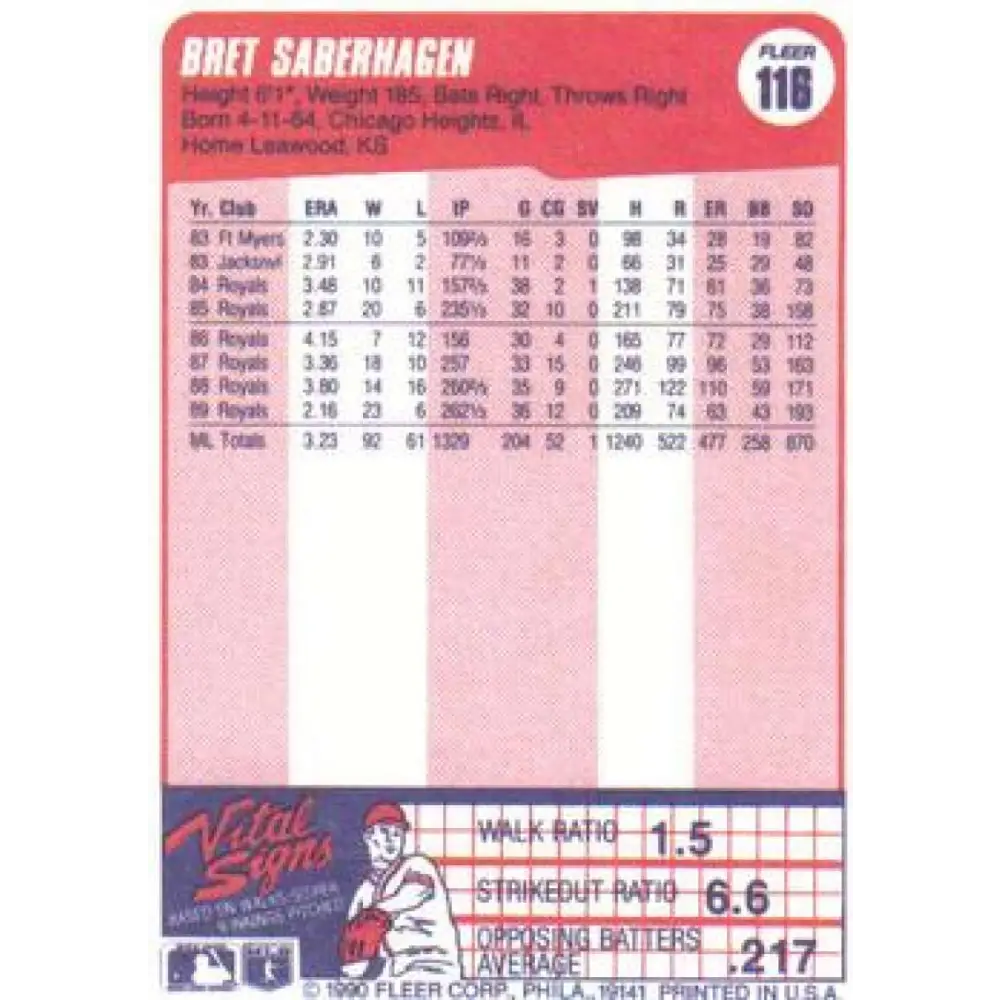 BRET SABERHAGEN
FLEER
116
Height 6'1", Weight 185, Bats Right, Throws Right
Born 4-11-64, Chicago Heights, IL
Home Leawood, KS
Yr. Club ERA W L IP G CG SV H R ER BB SO
83 Ft Myers 2.30 10 5 109⅔ 16 3 0 98 34 28 19 82
83 Jacksnvl 2.91 6 2 77⅓ 11 2 0 66 31 25 29 48
84 Royals 3.48 10 11 157⅔ 38 2 1 138 71 61 36 73
85 Royals 2.87 20 6 235⅓ 32 10 0 211 79 75 38 158
86 Royals 4.15 7 12 156 30 4 0 165 77 72 29 112
87 Royals 3.36 18 10 257 33 15 0 246 99 96 53 163
88 Royals 3.80 14 16 260⅔ 35 9 0 271 122 110 59 171
89 Royals 2.16 23 6 262⅓ 36 12 0 209 74 63 43 193
ML Totals 3.23 92 61 1329 204 52 1 1240 522 477 258 870
Vital
Signs
BASED ON WALKS-SO/PER
9 INNINGS PITCHED
WALK RATIO 1.5
STRIKEOUT RATIO 6.6
OPPOSING BATTERS
AVERAGE .217
© 1990 FLEER CORP., PHILA., 19141 PRINTED IN U.S.A.